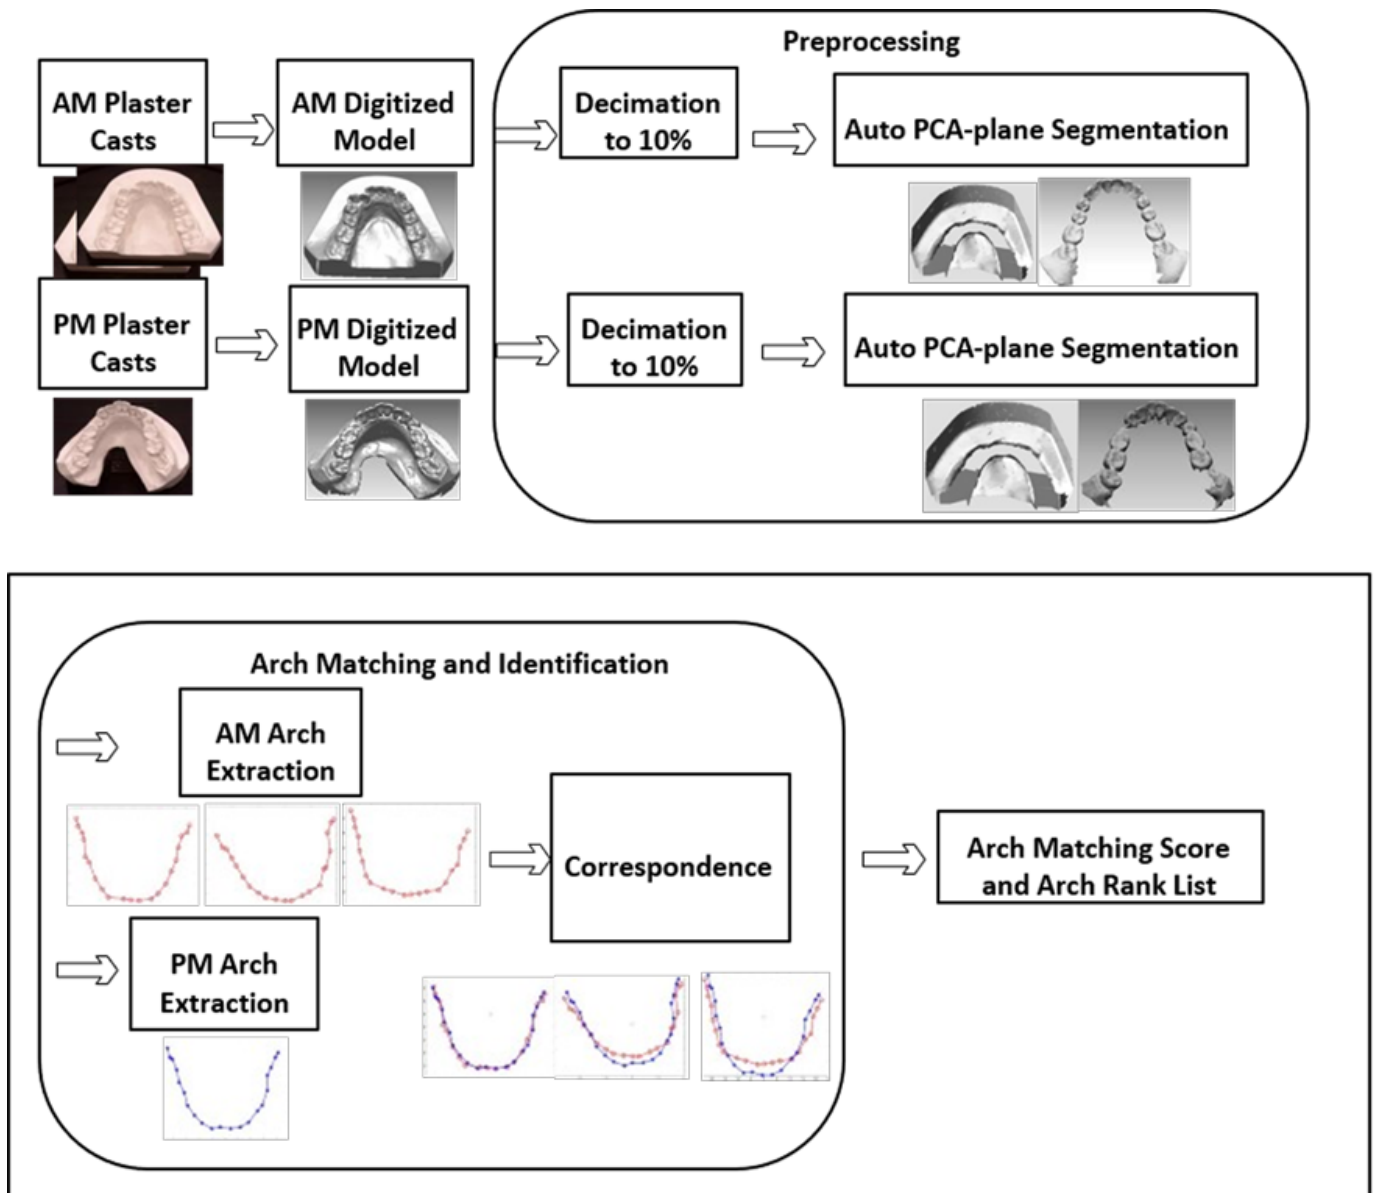 Preprocessing
AM Plaster
Casts
AM Digitized
Model
Decimation
to 10%
Auto PCA-plane Segmentation
PM Plaster
Casts
PM Digitized
Model
Decimation
to 10%
Auto PCA-plane Segmentation
Arch Matching and Identification
AM Arch
Extraction
Correspondence
Arch Matching Score
and Arch Rank List
PM Arch
Extraction